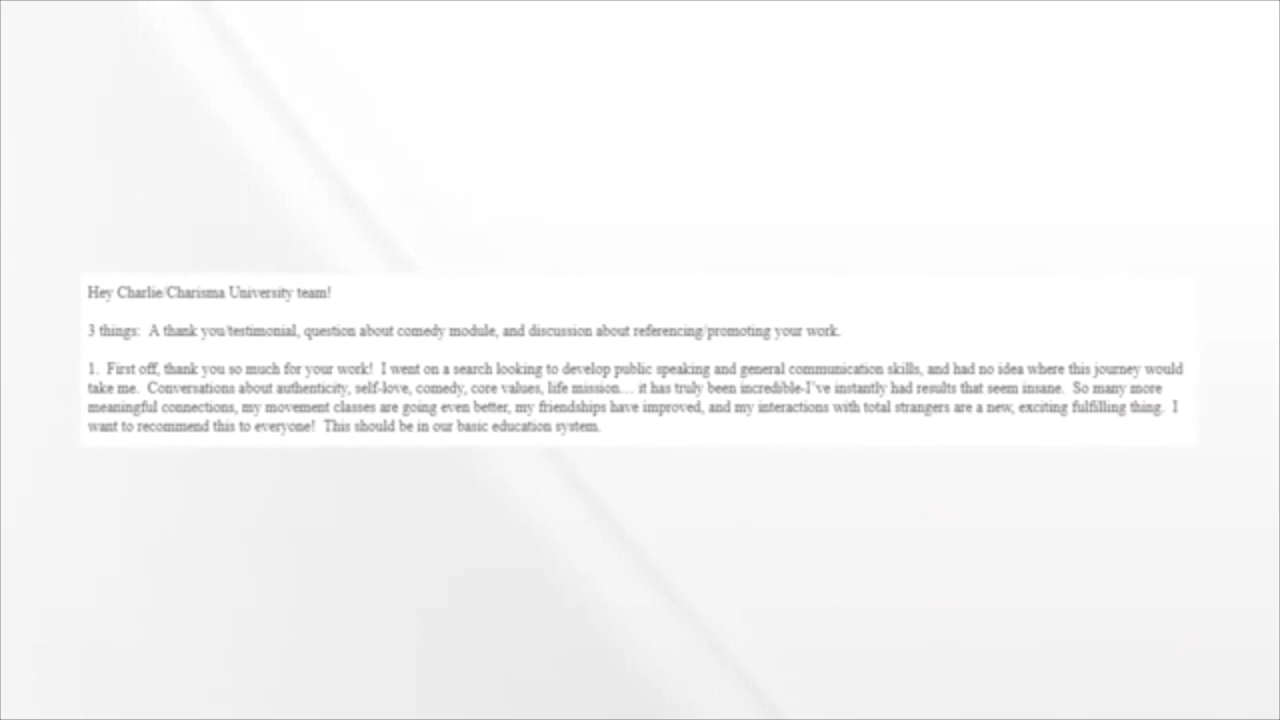 Hey Charlie/Charisma University team!
3 things:  A thank you/testimonial, question about comedy module, and discussion about referencing/promoting your work.
1.  First off, thank you so much for your work!  I went on a search looking to develop public speaking and general communication skills, and had no idea where this journey would
take me.  Conversations about authenticity, self-love, comedy, core values, life mission... it has truly been incredible-I've instantly had results that seem insane.  So many more
meaningful connections, my movement classes are going even better, my friendships have improved, and my interactions with total strangers are a new, exciting fulfilling thing.  I
want to recommend this to everyone!  This should be in our basic education system.